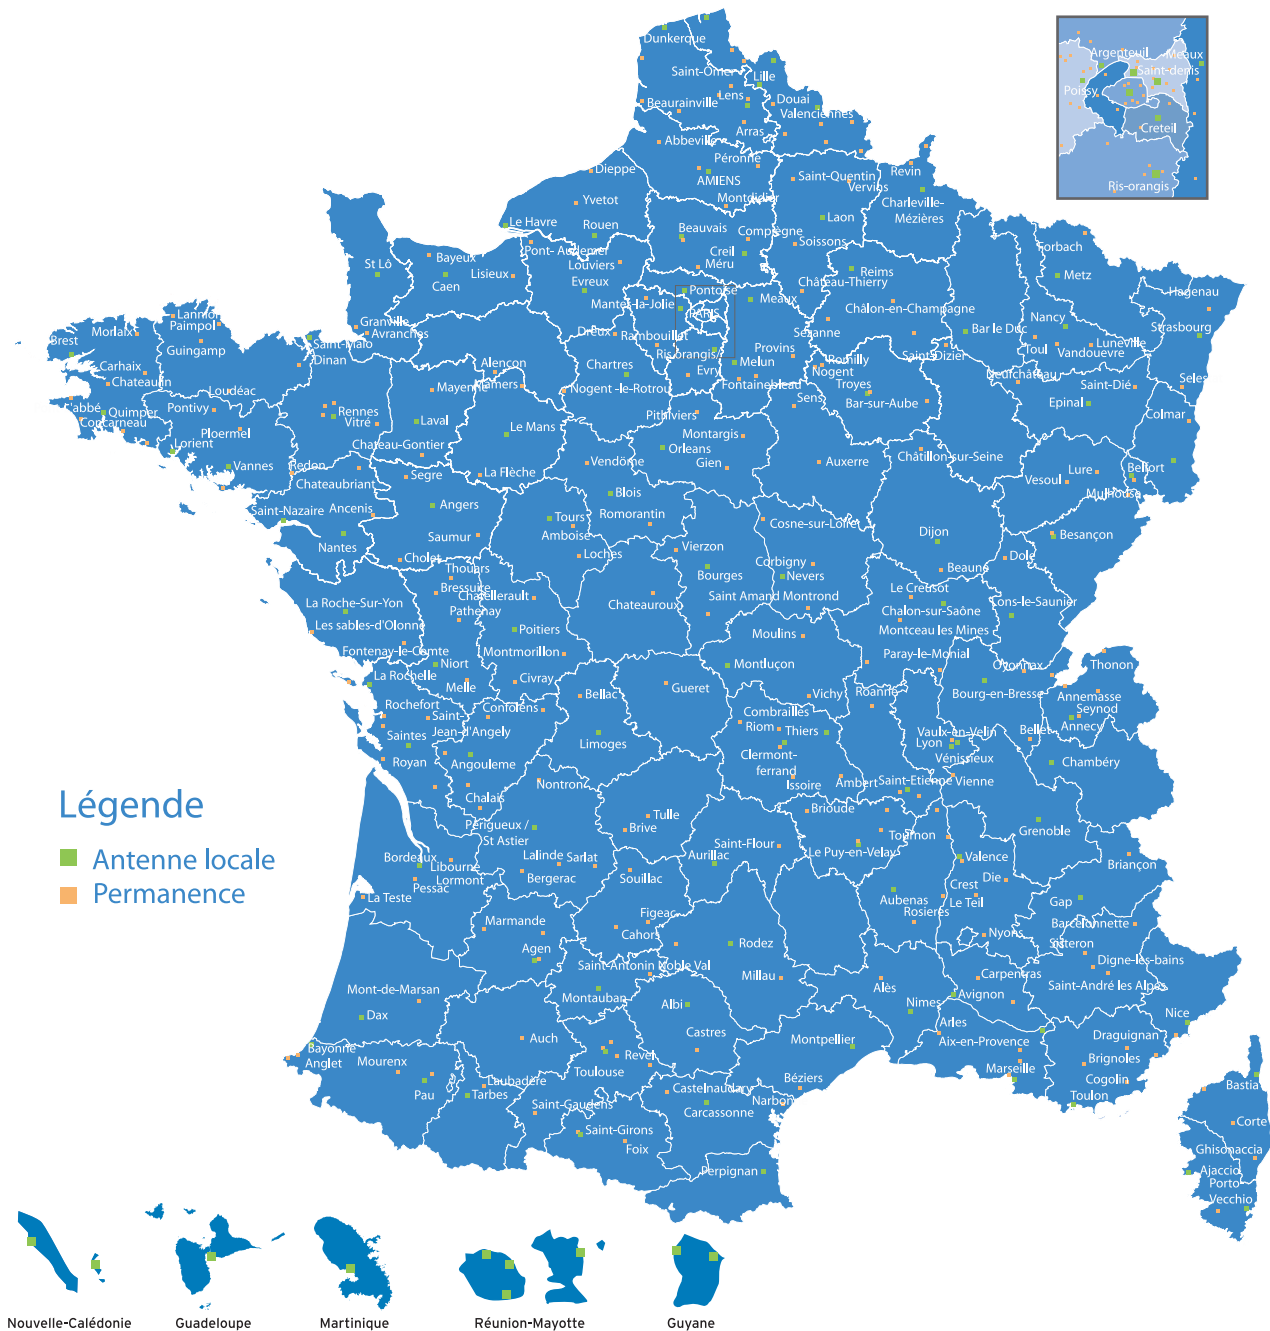 Dunkerque
Saint-Omer
Lille
Beaurainville
Lens
Douai
Valenciennes
Arras
Abbeville
Péronne
Dieppe
AMIENS
Saint-Quentin
Vervins
Revin
Montdidier
Charleville-
Mézières
Yvetot
Le Havre
Rouen
Beauvais
Compiègne
Laon
Pont- Audemer
Creil
Soissons
Forbach
St Lô
Bayeux
Lisieux
Louviers
Méru
Château-Thierry
Reims
Metz
Caen
Evreux
Pontoise
Hagenau
Mantes-la-Jolie
Meaux
Châlon-en-Champagne
PARIS
Nancy
Strasbourg
Lannion
Paimpol
Granville
Avranches
Dreux
Rambouillet
Sezanne
Bar le Duc
Morlaix
Brest
Saint-Malo
Guingamp
Dinan
Ris-orangis/
Evry
Provins
Romilly
Saint-Dizier
Toul
Luneville
Vandouevre
Carhaix
Chateaulin
Alençon
Chartres
Melun
Nogent
Neufchâteau
Loudéac
Mayenne
Mamers
Nogent -le-Rotrou
Fontainebleau
Troyes
Saint-Dié
Seles
Sens
Bar-sur-Aube
Epinal
Quimper
Pontivy
Rennes
Vitré
Laval
Pithiviers
Colmar
Concarneau
Ploermel
Le Mans
Montargis
Lorient
Chateau-Gontier
Orleans
Châtillon-sur-Seine
Vannes
Redon
La Flèche
Vendôme
Gien
Auxerre
Lure
Belfort
Chateaubriant
Segre
Vesoul
Mulhouse
Blois
Saint-Nazaire
Ancenis
Angers
Tours
Romorantin
Cosne-sur-Loire
Nantes
Saumur
Amboise
Dijon
Besançon
Cholet
Loches
Vierzon
Dole
Thouars
Corbigny
Beaune
Bressuire
Bourges
Nevers
Le Creusot
La Roche-Sur-Yon
Chatellerault
Pathenay
Chateauroux
Saint Amand Montrond
Chalon-sur-Saône
Lons-le-Saunier
Les sables-d'Olonne
Poitiers
Moulins
Montceau les Mines
Fontenay-le-Comte
Montmorillon
Paray-le-Monial
Niort
Montluçon
Oyonnax
Thonon
La Rochelle
Melle
Civray
Bellac
Gueret
Vichy
Roanne
Bourg-en-Bresse
Annemasse
Rochefort
Saint-
Jean-d'Angely
Confolens
Combrailles
Seynod
Saintes
Riom
Thiers
Vaulx-en-Velin
Bellet
Annecy
Limoges
Lyon
Royan
Angouleme
Clermont-
ferrand
Vénissieux
Chambéry
Nontron
Issoire
Ambert
Saint-Etienne
Vienne
Légende
Antenne locale
Permanence
Chalais
Tulle
Brioude
Périgueux /
St Astier
Brive
Tournon
Grenoble
Saint-Flour
Le Puy-en-Velay
Bordeaux
Libourne
Lalinde
Sarlat
Aurillac
Valence
Briançon
Lormont
Bergerac
Souillac
Die
Pessac
Crest
La Teste
Aubenas
Le Teil
Gap
Marmande
Figeac
Rosieres
Barcelonnette
Cahors
Nyons
Sisteron
Agen
Rodez
Digne-les-bains
Saint-Antonin Noble Val
Millau
Carpentras
Alès
Saint-André les Alpes
Mont-de-Marsan
Montauban
Albi
Nimes
Avignon
Dax
Nice
Castres
Arles
Auch
Montpellier
Aix-en-Provence
Draguignan
Bayonne
Anglet
Mourenx
Revel
Brignoles
Toulouse
Marseille
Laubadère
Castelnaudary
Béziers
Cogolin
Pau
Tarbes
Narbon
Toulon
Bastia
Saint-Gaudens
Carcassonne
Saint-Girons
Corte
Foix
Ghisonaccia
Perpignan
Ajaccio
Porto
Vecchio
Argenteuil
Meaux
Saint-denis
Poissy
Creteil
Ris-orangis
Nouvelle-Calédonie
Guadeloupe
Martinique
Réunion-Mayotte
Guyane